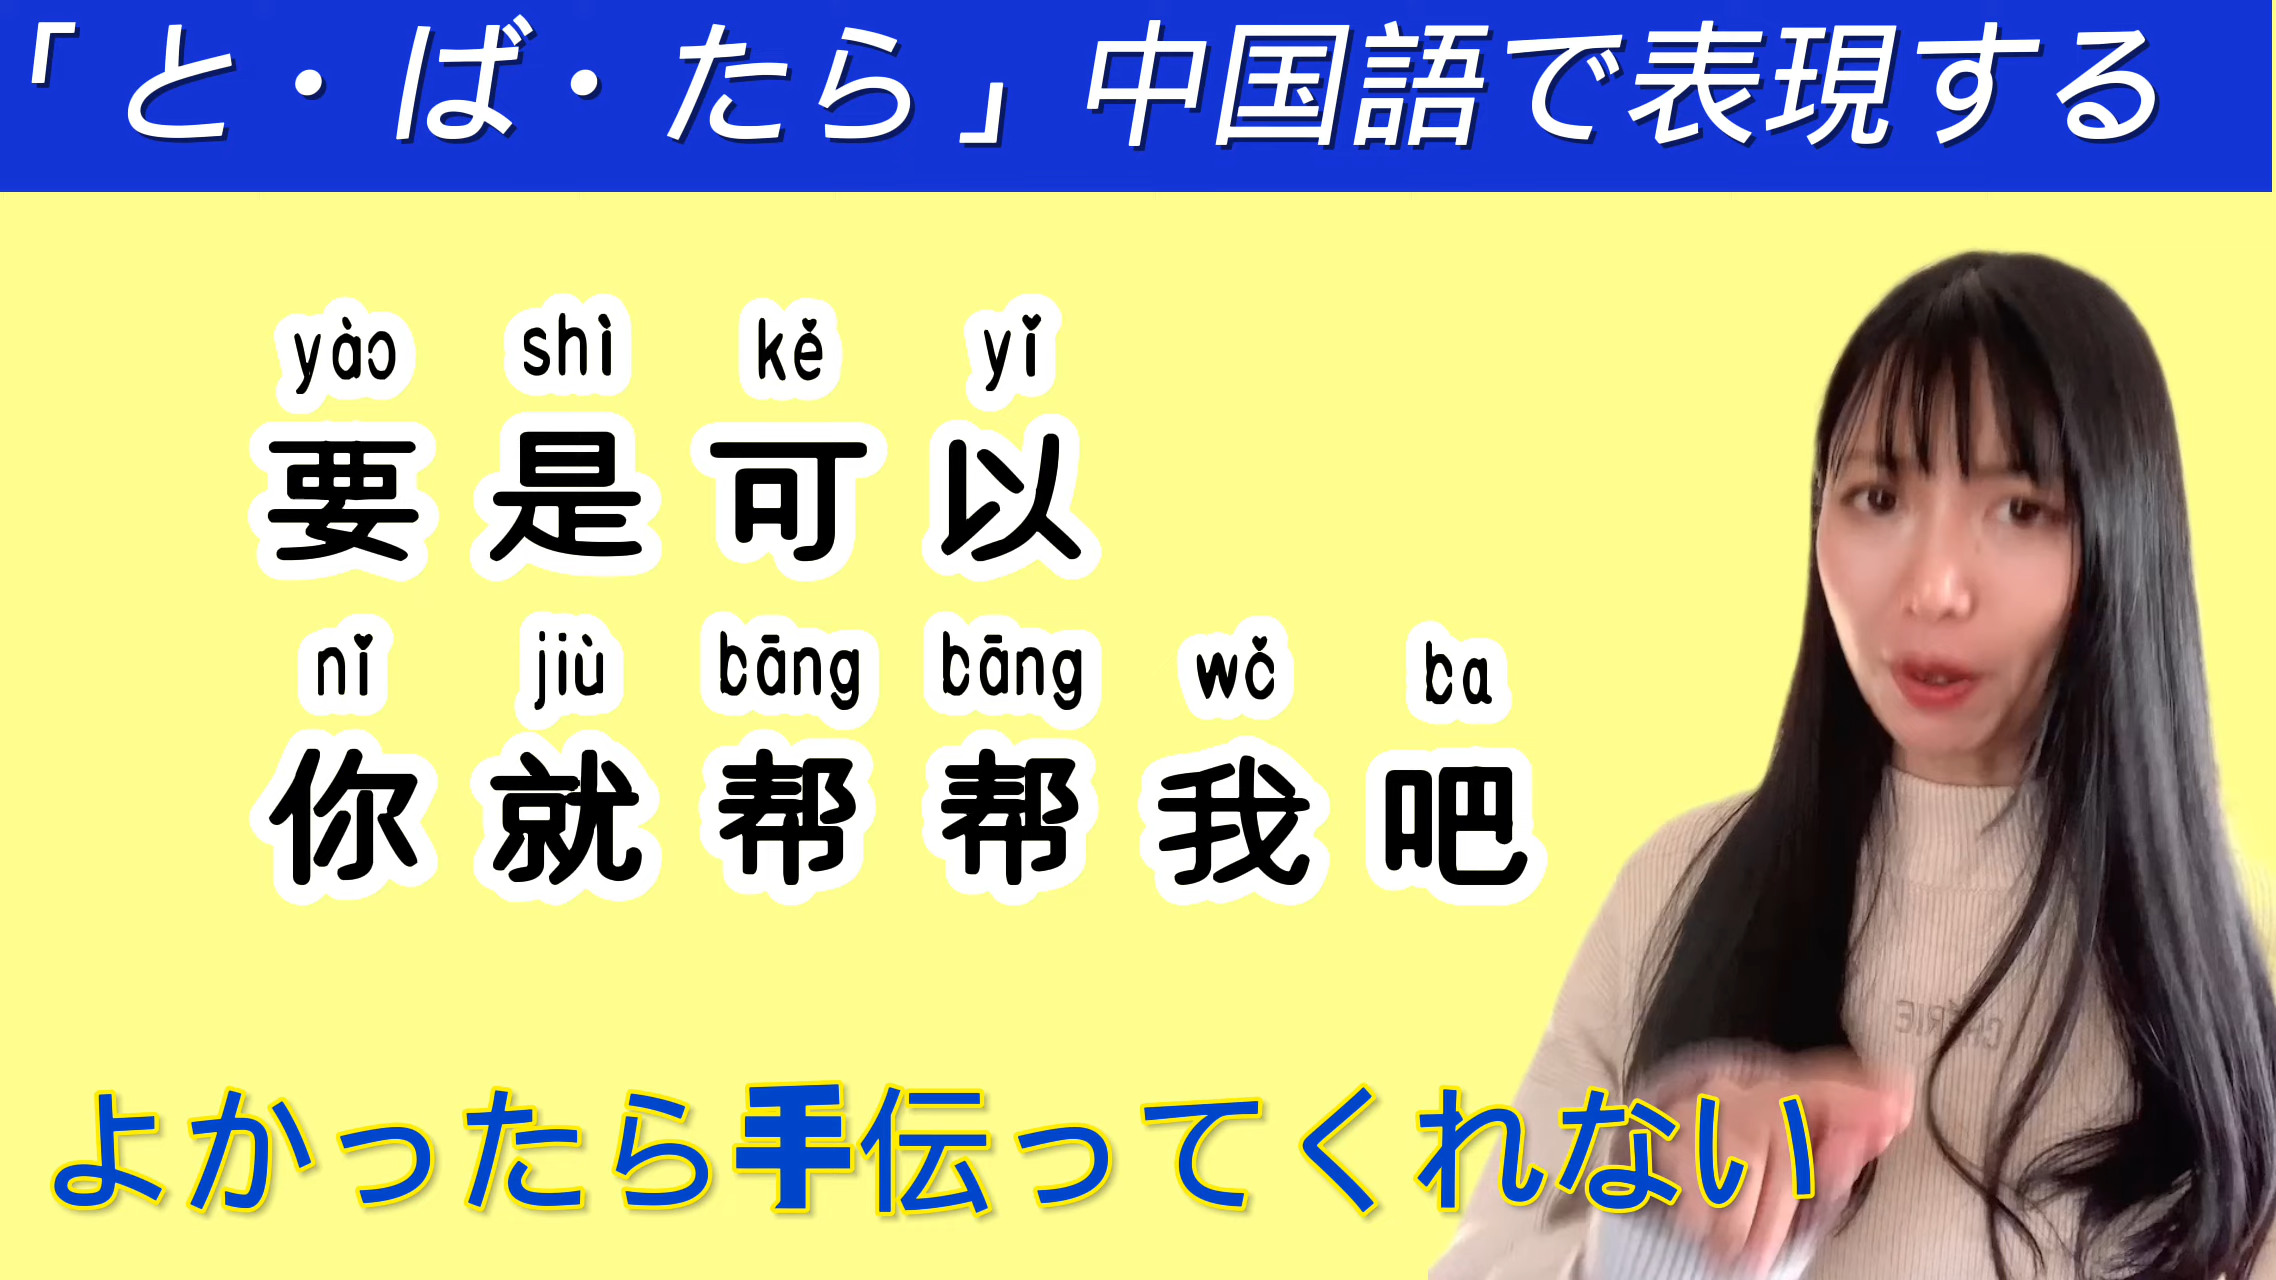 「と・ば・たら」中国語で表現する
yào shì kě yǐ
要是可以
nǐ jiù bāng bāng wǒ ba
你就帮帮我吧
CHÉRIE
よかったら手伝ってくれない